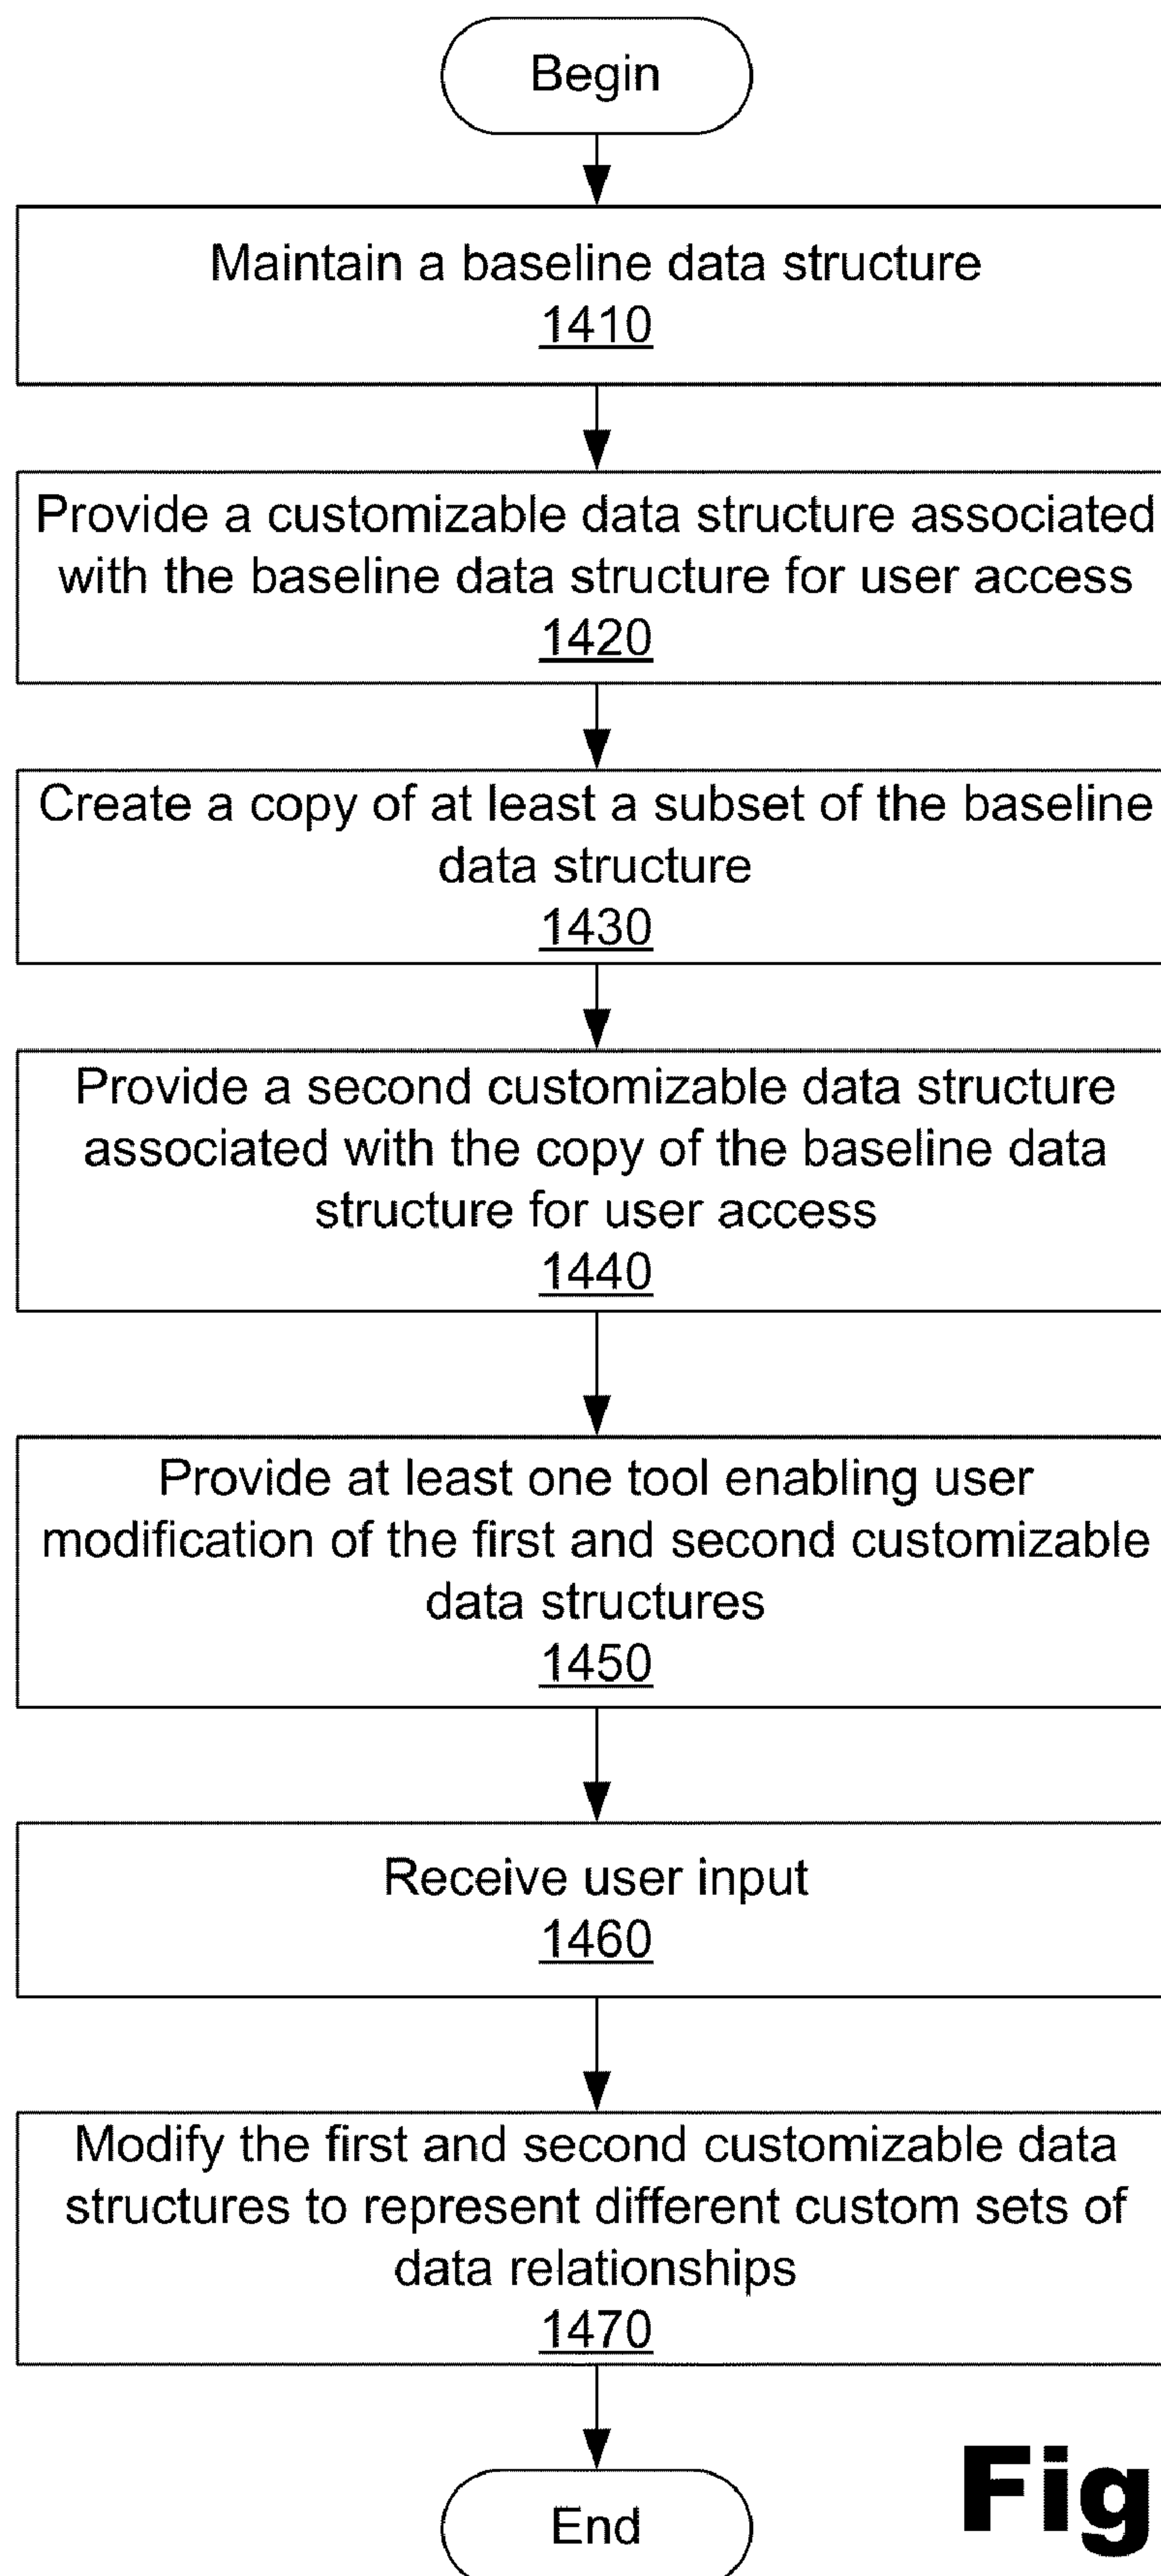 Begin
Maintain a baseline data structure
1410
Provide a customizable data structure associated
with the baseline data structure for user access
1420
Create a copy of at least a subset of the baseline
data structure
1430
Provide a second customizable data structure
associated with the copy of the baseline data
structure for user access
1440
Provide at least one tool enabling user
modification of the first and second customizable
data structures
1450
Receive user input
1460
Modify the first and second customizable data
structures to represent different custom sets of
data relationships
1470
End
Fig